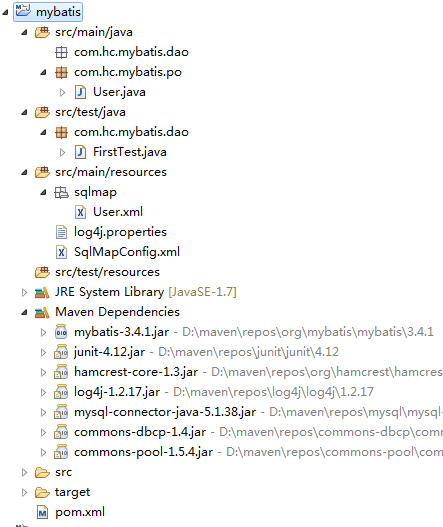 mybatis
src/main/java
com.hc.mybatis.dao
com.hc.mybatis.po
User.java
src/test/java
com.hc.mybatis.dao
FirstTest.java
src/main/resources
sqlmap
User.xml
log4j.properties
SqlMapConfig.xml
src/test/resources
JRE System Library [JavaSE-1.7]
Maven Dependencies
mybatis-3.4.1.jar - D:\maven\repos\org\mybatis\mybatis\3.4.1
junit-4.12.jar - D:\maven\repos\junit\junit\4.12
hamcrest-core-1.3.jar - D:\maven\repos\org\hamcrest\hamcres
log4j-1.2.17.jar - D:\maven\repos\log4j\log4j\1.2.17
mysql-connector-java-5.1.38.jar - D:\maven\repos\mysql\mysql-
commons-dbcp-1.4.jar - D:\maven\repos\commons-dbcp\com
commons-pool-1.5.4.jar - D:\maven\repos\commons-pool\con
src
target
pom.xml